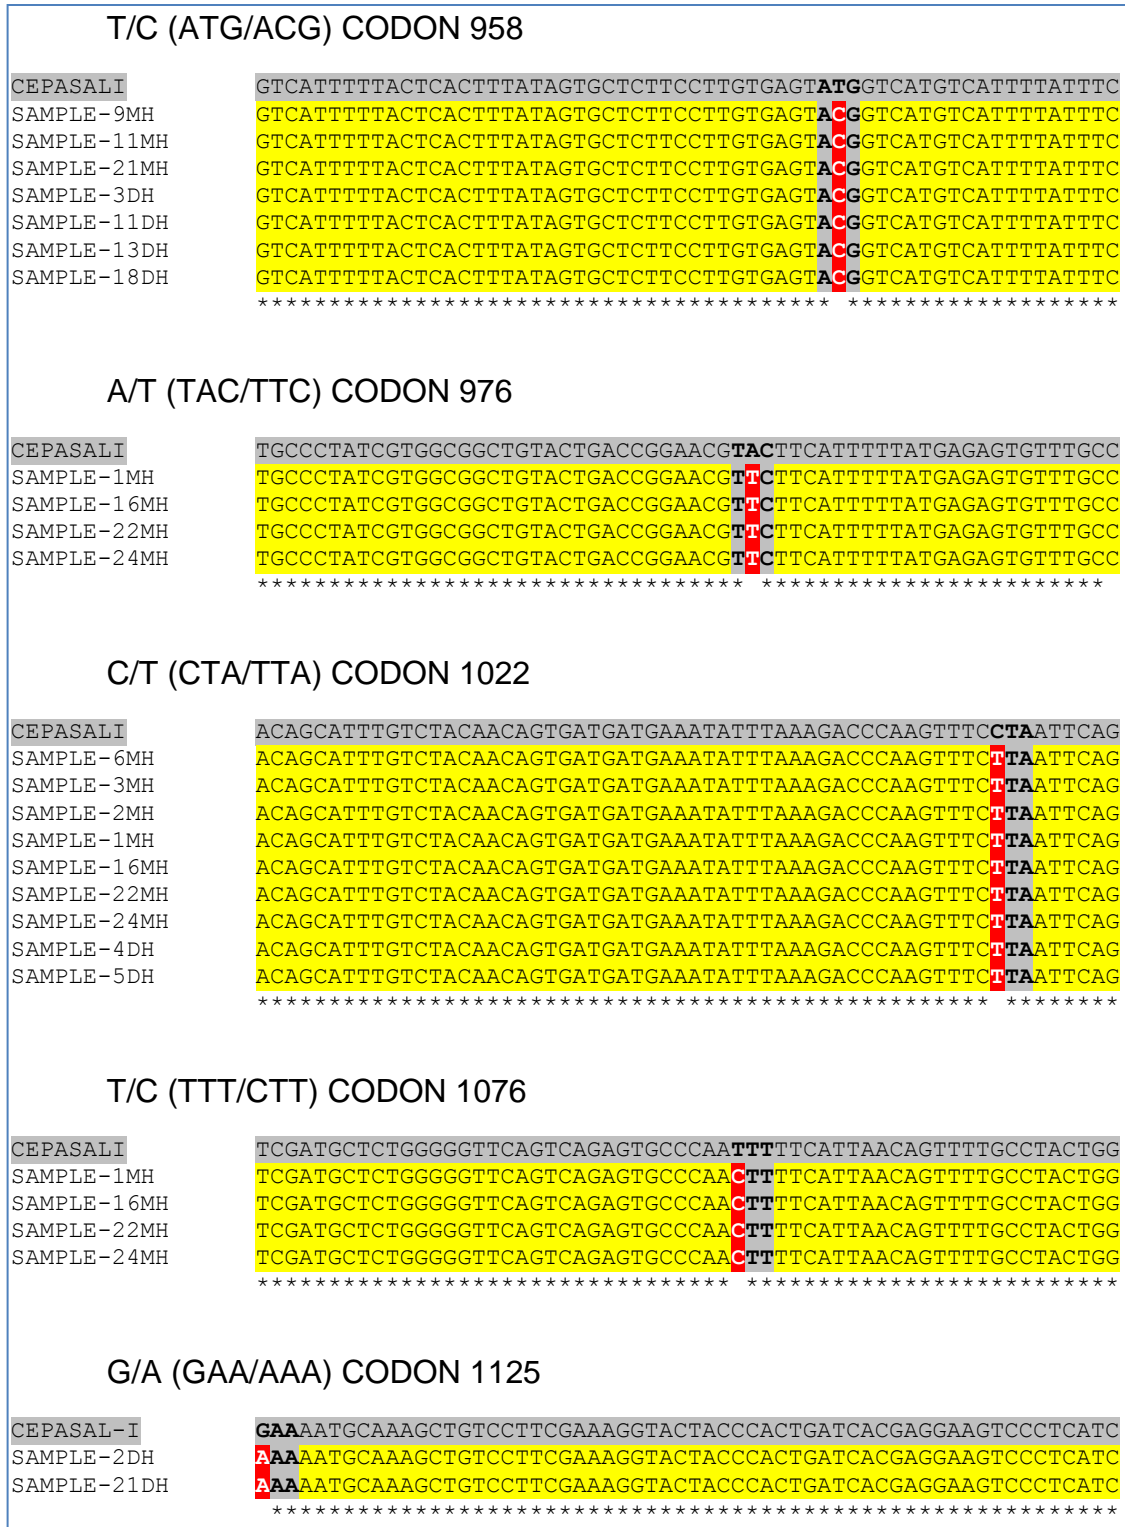 T/C (ATG/ACG) CODON 958
CEPASALI GTCATTTTTACTCACTTTATAGTGCTCTTCCTTGTGAGTATGGTCATGTCATTTTATTTC
SAMPLE-9MH GTCATTTTTACTCACTTTATAGTGCTCTTCCTTGTGAGTACGGTCATGTCATTTTATTTC
SAMPLE-11MH GTCATTTTTACTCACTTTATAGTGCTCTTCCTTGTGAGTACGGTCATGTCATTTTATTTC
SAMPLE-21MH GTCATTTTTACTCACTTTATAGTGCTCTTCCTTGTGAGTACGGTCATGTCATTTTATTTC
SAMPLE-3DH GTCATTTTTACTCACTTTATAGTGCTCTTCCTTGTGAGTACGGTCATGTCATTTTATTTC
SAMPLE-11DH GTCATTTTTACTCACTTTATAGTGCTCTTCCTTGTGAGTACGGTCATGTCATTTTATTTC
SAMPLE-13DH GTCATTTTTACTCACTTTATAGTGCTCTTCCTTGTGAGTACGGTCATGTCATTTTATTTC
SAMPLE-18DH GTCATTTTTACTCACTTTATAGTGCTCTTCCTTGTGAGTACGGTCATGTCATTTTATTTC
**************************************** *******************
A/T (TAC/TTC) CODON 976
CEPASALI TGCCCTATCGTGGCGGCTGTACTGACCGGAACGTACTTCATTTTTATGAGAGTGTTTGCC
SAMPLE-1MH TGCCCTATCGTGGCGGCTGTACTGACCGGAACGTTCTTCATTTTTATGAGAGTGTTTGCC
SAMPLE-16MH TGCCCTATCGTGGCGGCTGTACTGACCGGAACGTTCTTCATTTTTATGAGAGTGTTTGCC
SAMPLE-22MH TGCCCTATCGTGGCGGCTGTACTGACCGGAACGTTCTTCATTTTTATGAGAGTGTTTGCC
SAMPLE-24MH TGCCCTATCGTGGCGGCTGTACTGACCGGAACGTTCTTCATTTTTATGAGAGTGTTTGCC
********************************** ************************
C/T (CTA/TTA) CODON 1022
CEPASALI ACAGCATTTGTCTACAACAGTGATGATGAAATATTTAAAGACCCAAGTTTCCTAATTCAG
SAMPLE-6MH ACAGCATTTGTCTACAACAGTGATGATGAAATATTTAAAGACCCAAGTTTCTTAATTCAG
SAMPLE-3MH ACAGCATTTGTCTACAACAGTGATGATGAAATATTTAAAGACCCAAGTTTCTTAATTCAG
SAMPLE-2MH ACAGCATTTGTCTACAACAGTGATGATGAAATATTTAAAGACCCAAGTTTCTTAATTCAG
SAMPLE-1MH ACAGCATTTGTCTACAACAGTGATGATGAAATATTTAAAGACCCAAGTTTCTTAATTCAG
SAMPLE-16MH ACAGCATTTGTCTACAACAGTGATGATGAAATATTTAAAGACCCAAGTTTCTTAATTCAG
SAMPLE-22MH ACAGCATTTGTCTACAACAGTGATGATGAAATATTTAAAGACCCAAGTTTCTTAATTCAG
SAMPLE-24MH ACAGCATTTGTCTACAACAGTGATGATGAAATATTTAAAGACCCAAGTTTCTTAATTCAG
SAMPLE-4DH ACAGCATTTGTCTACAACAGTGATGATGAAATATTTAAAGACCCAAGTTTCTTAATTCAG
SAMPLE-5DH ACAGCATTTGTCTACAACAGTGATGATGAAATATTTAAAGACCCAAGTTTCTTAATTCAG
*************************************************** ********
T/C (TTT/CTT) CODON 1076
CEPASALI TCGATGCTCTGGGGGTTCAGTCAGAGTGCCCAATTTTTCATTAACAGTTTTGCCTACTGG
SAMPLE-1MH TCGATGCTCTGGGGGTTCAGTCAGAGTGCCCAACTTTTCATTAACAGTTTTGCCTACTGG
SAMPLE-16MH TCGATGCTCTGGGGGTTCAGTCAGAGTGCCCAACTTTTCATTAACAGTTTTGCCTACTGG
SAMPLE-22MH TCGATGCTCTGGGGGTTCAGTCAGAGTGCCCAACTTTTCATTAACAGTTTTGCCTACTGG
SAMPLE-24MH TCGATGCTCTGGGGGTTCAGTCAGAGTGCCCAACTTTTCATTAACAGTTTTGCCTACTGG
********************************* **************************
G/A (GAA/AAA) CODON 1125
CEPASAL-I GAAAATGCAAAGCTGTCCTTCGAAAGGTACTACCCACTGATCACGAGGAAGTCCCTCATC
SAMPLE-2DH AAAAATGCAAAGCTGTCCTTCGAAAGGTACTACCCACTGATCACGAGGAAGTCCCTCATC
SAMPLE-21DH AAAAATGCAAAGCTGTCCTTCGAAAGGTACTACCCACTGATCACGAGGAAGTCCCTCATC
***********************************************************